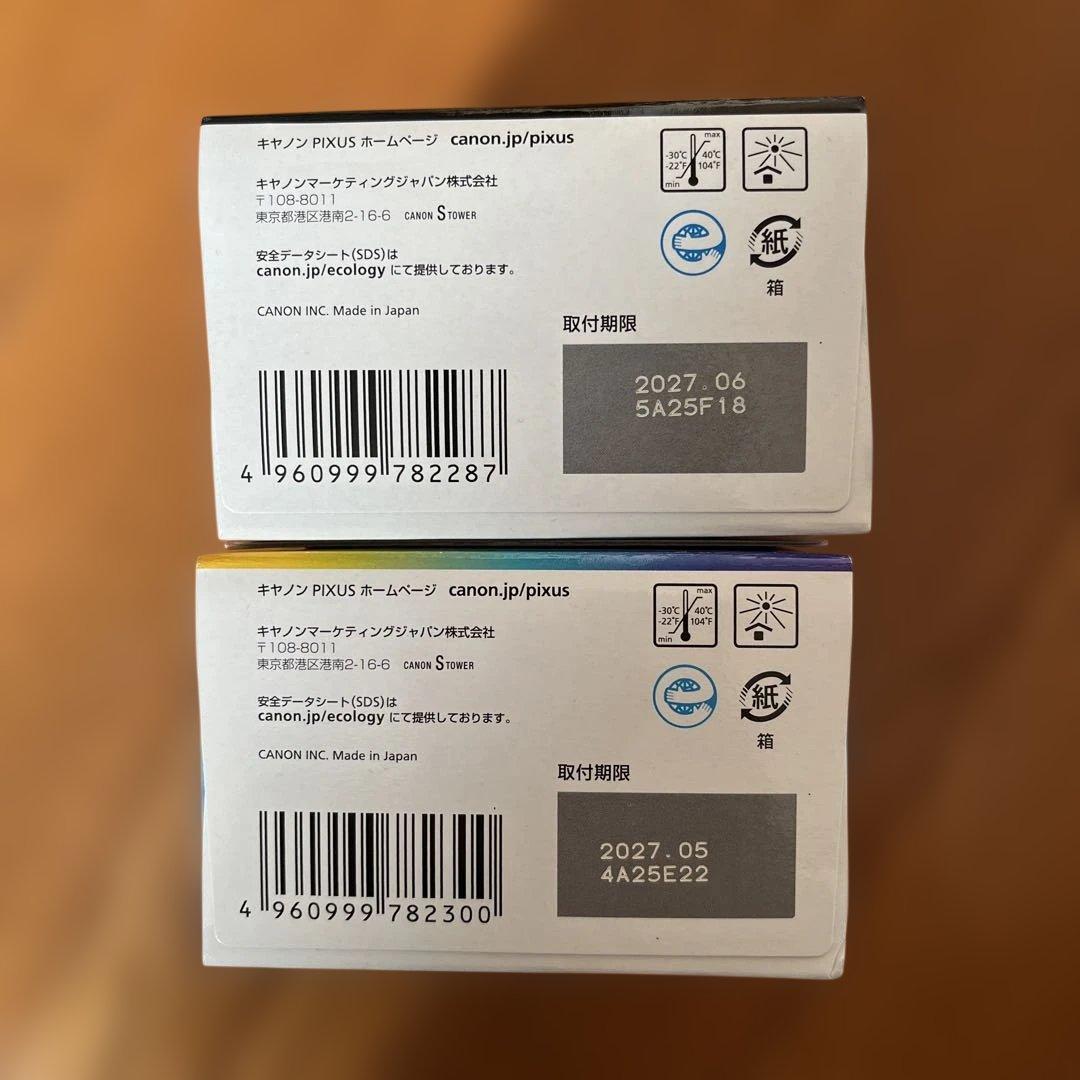 キヤノン PIXUS ホームページ canon.jp/pixus
キヤノンマーケティングジャパン株式会社
〒108-8011
東京都港区港南2-16-6 CANON S TOWER
安全データシート(SDS)は
canon.jp/ecology にて提供しております。
CANON INC. Made in Japan
max
-30℃ 40℃
-22℉ 104℉
min
紙
箱
取付期限
2027.06
5A25F18
4 960999 782287
キヤノン PIXUS ホームページ canon.jp/pixus
キヤノンマーケティングジャパン株式会社
〒108-8011
東京都港区港南2-16-6 CANON S TOWER
安全データシート(SDS)は
canon.jp/ecology にて提供しております。
CANON INC. Made in Japan
max
-30℃ 40℃
-22℉ 104℉
min
紙
箱
取付期限
2027.05
4A25E22
4 960999 782300